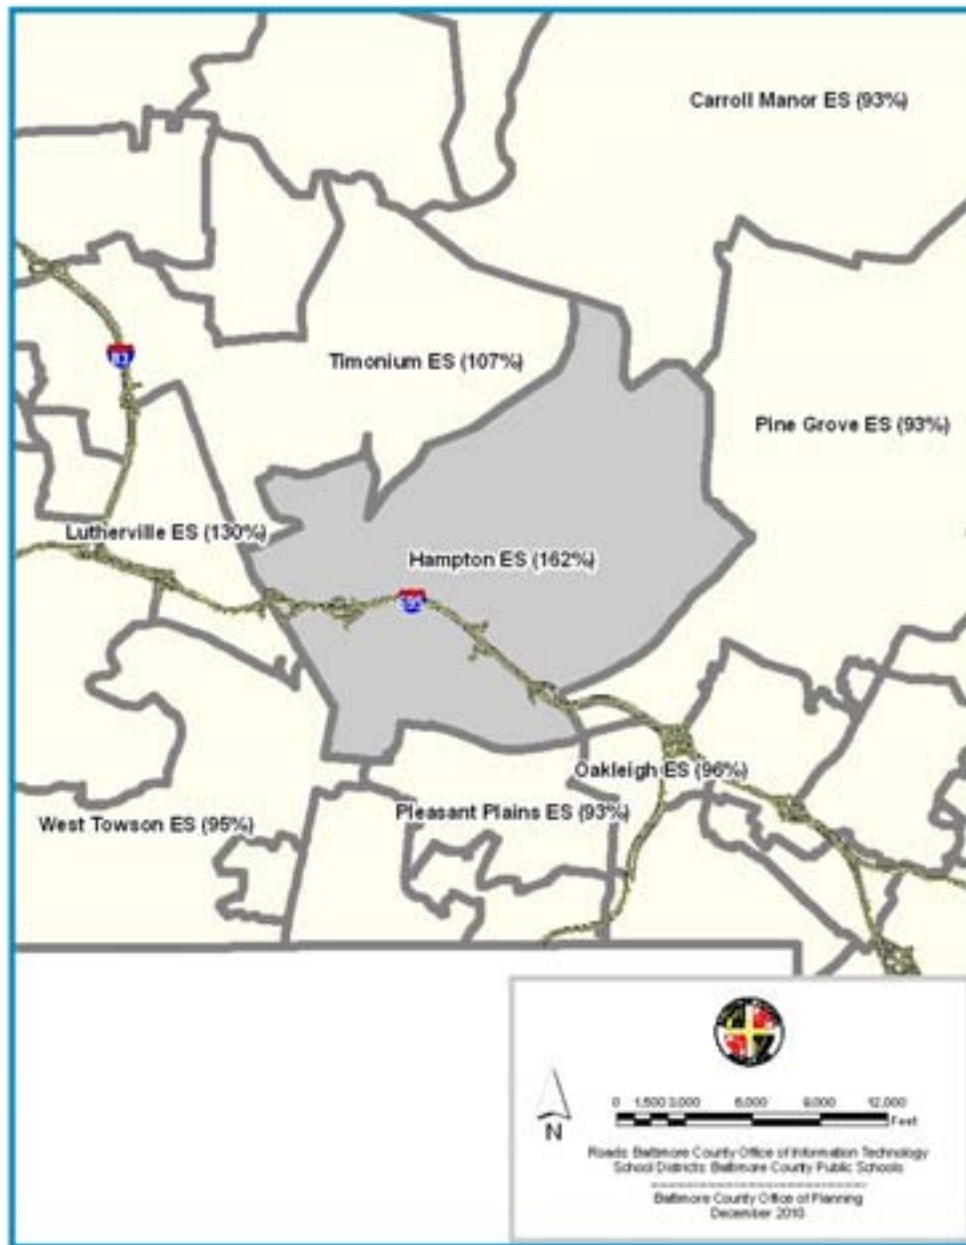 Carroll Manor ES (93%)
83
Timonium ES (107%)
Pine Grove ES (93%)
Lutherville ES (130%)
Hampton ES (162%)
Oakleigh ES (96%)
Pleasant Plains ES (93%)
West Towson ES (95%)
0 1,500 3,000 6,000 9,000 12,000
Feet
N
Roads: Baltimore County Office of Information Technology
School Districts: Baltimore County Public Schools
Baltimore County Office of Planning
December 2010